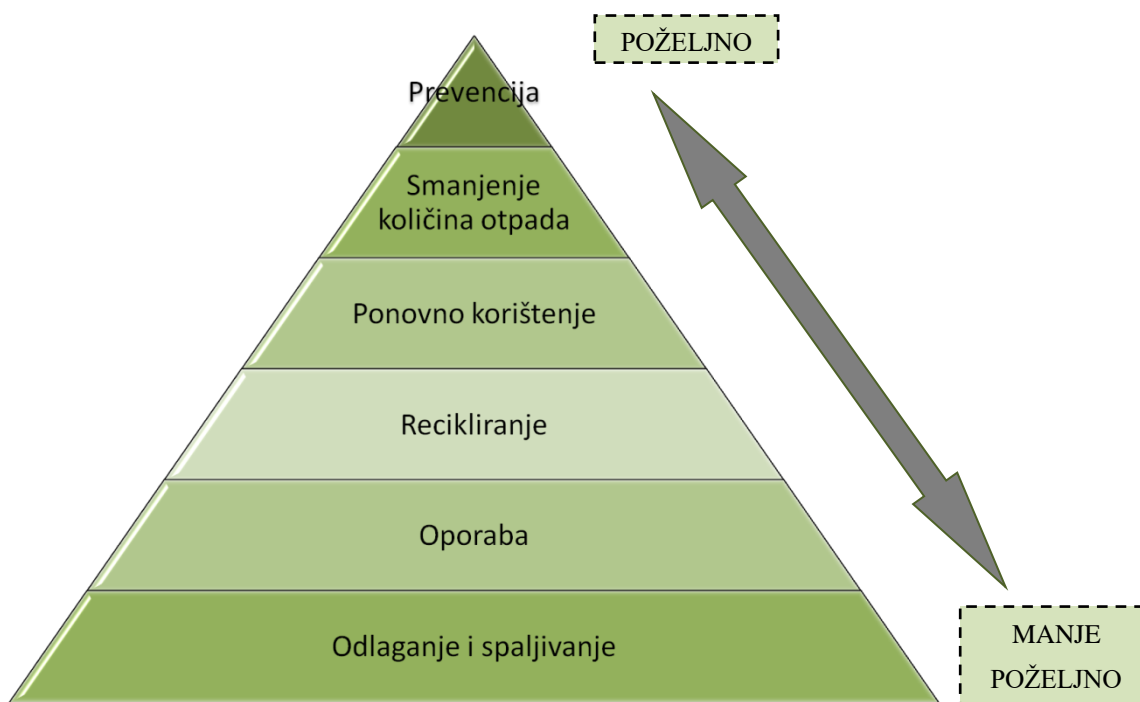 POŽELJNO
Prevencija
Smanjenje
količina otpada
Ponovno korištenje
Recikliranje
Oporaba
Odlaganje i spaljivanje
MANJE
POŽELJNO